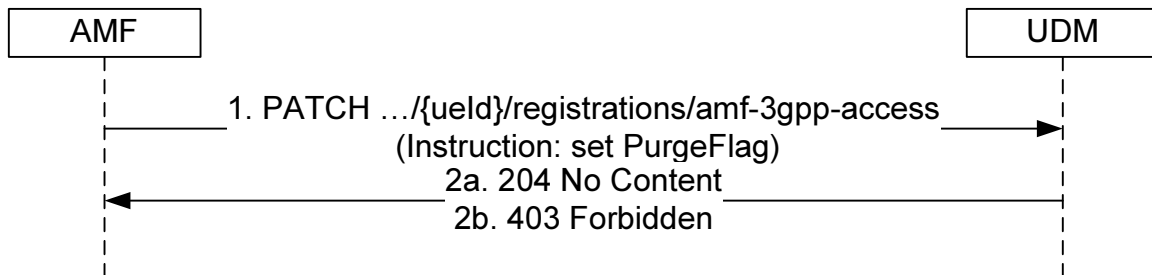 AMF
UDM
1. PATCH …/{ueId}/registrations/amf-3gpp-access
(Instruction: set PurgeFlag)
2a. 204 No Content
2b. 403 Forbidden